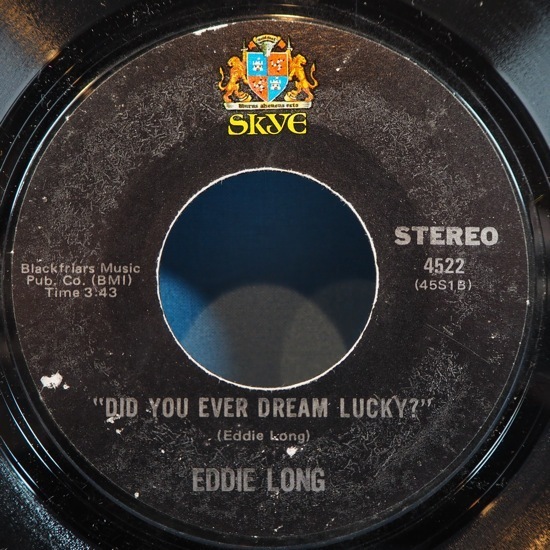 SKYE
STEREO
4522
(45S1B)
Blackfriars Music
Pub. Co. (BMI)
Time 3:43
"DID YOU EVER DREAM LUCKY?"
(Eddie Long)
EDDIE LONG